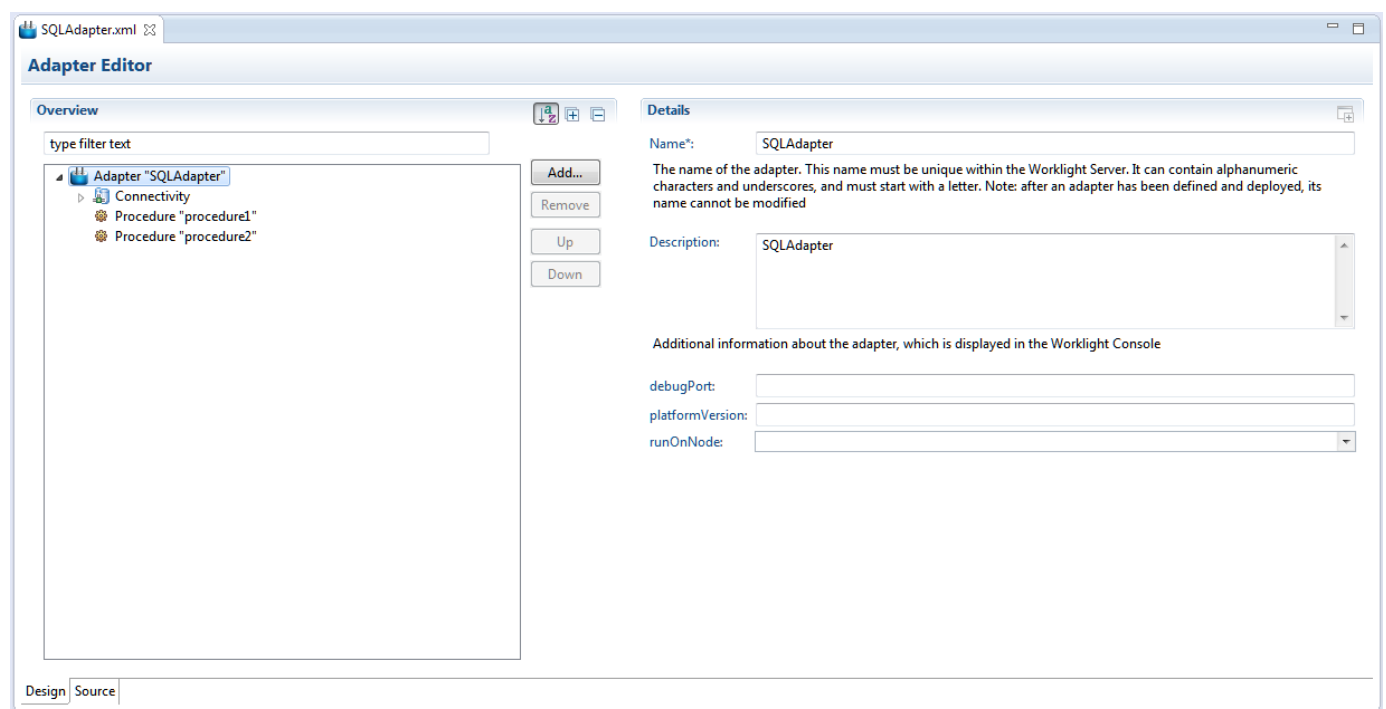 SQLAdapter.xml
Adapter Editor
Overview
type filter text
Adapter "SQLAdapter"
Connectivity
Procedure "procedure1"
Procedure "procedure2"
Add...
Remove
Up
Down
Details
Name*: SQLAdapter
The name of the adapter. This name must be unique within the Worklight Server. It can contain alphanumeric
characters and underscores, and must start with a letter. Note: after an adapter has been defined and deployed, its
name cannot be modified
Description: SQLAdapter
Additional information about the adapter, which is displayed in the Worklight Console
debugPort:
platformVersion:
runOnNode:
Design Source